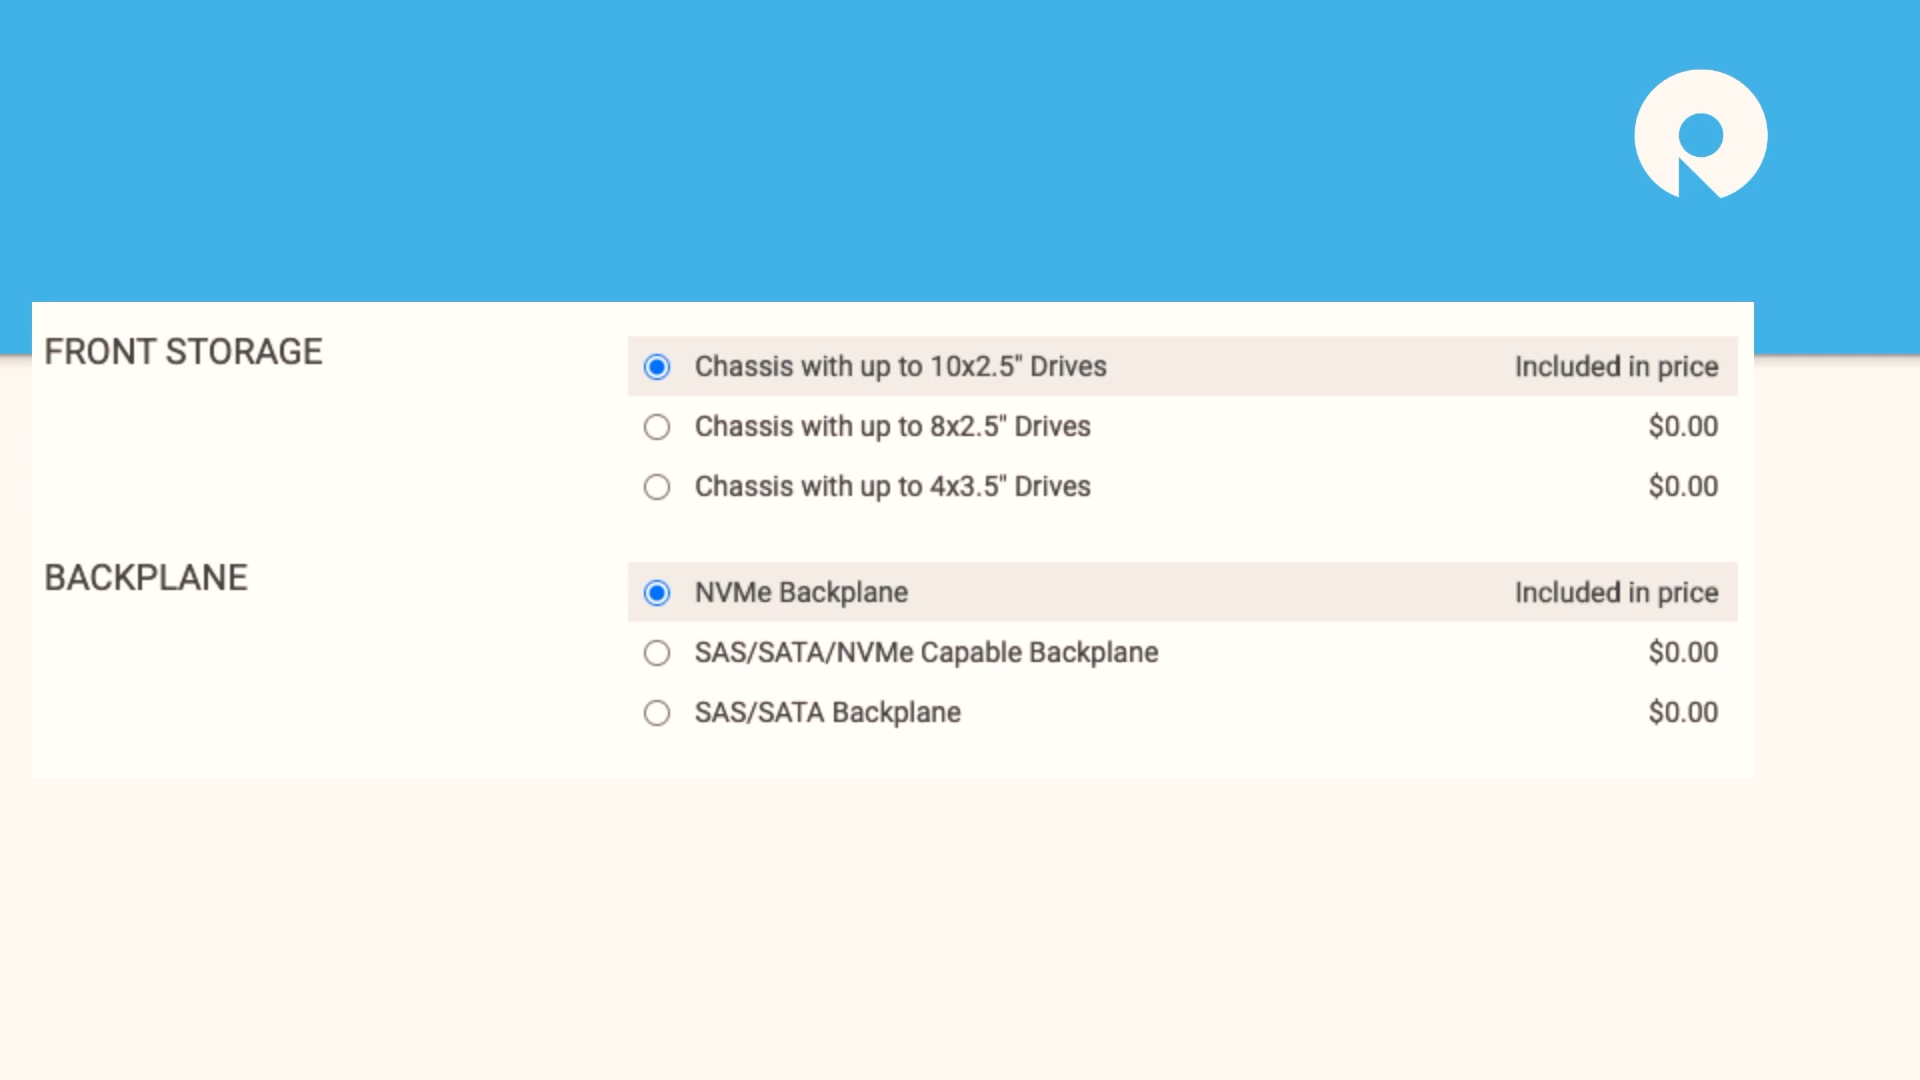 FRONT STORAGE
Chassis with up to 10x2.5" Drives Included in price
Chassis with up to 8x2.5" Drives $0.00
Chassis with up to 4x3.5" Drives $0.00
BACKPLANE
NVMe Backplane Included in price
SAS/SATA/NVMe Capable Backplane $0.00
SAS/SATA Backplane $0.00